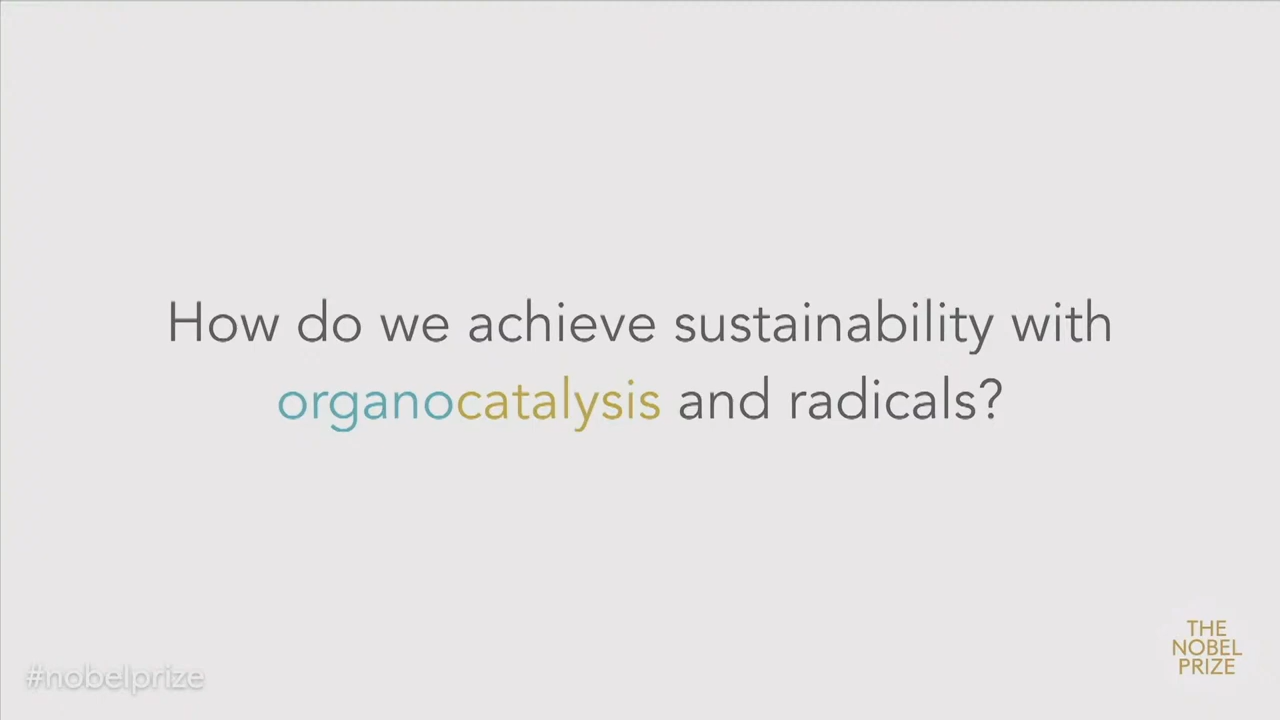 How do we achieve sustainability with
organocatalysis and radicals?
THE
NOBEL
PRIZE
#nobelprize